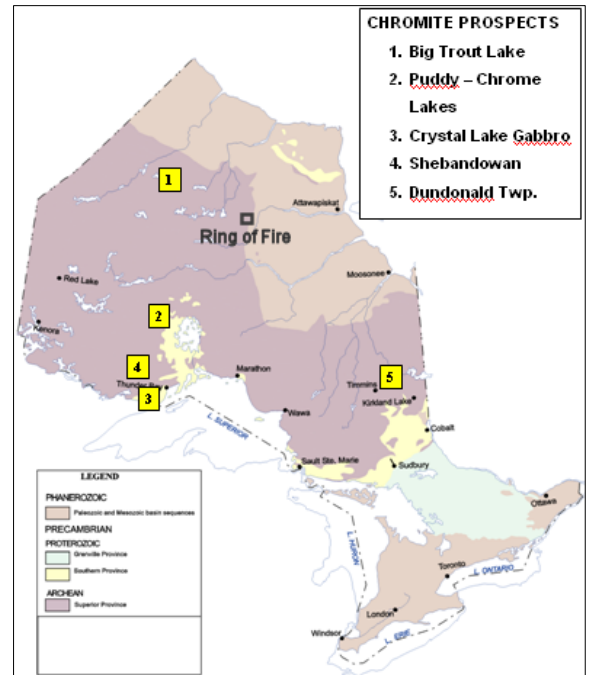 CHROMITE PROSPECTS
1. Big Trout Lake
2. Puddy – Chrome
Lakes
3. Crystal Lake Gabbro
4. Shebandowan
5. Dundonald Twp.
1
Attawapiskat
Ring of Fire
Moosonee
Red Lake
2
Kenora
4
Marathon
5
Timmins
Thunder Bay
3
Kirkland Lake
Wawa
Cobalt
L. SUPERIOR
Sault Ste. Marie
Sudbury
LEGEND
PHANEROZOIC
Paleozoic and Mesozoic basin sequences
PRECAMBRIAN
PROTEROZOIC
Grenville Province
Southern Province
ARCHEAN
Superior Province
Ottawa
L. HURON
Toronto
L. ONTARIO
London
Windsor
L. ERIE